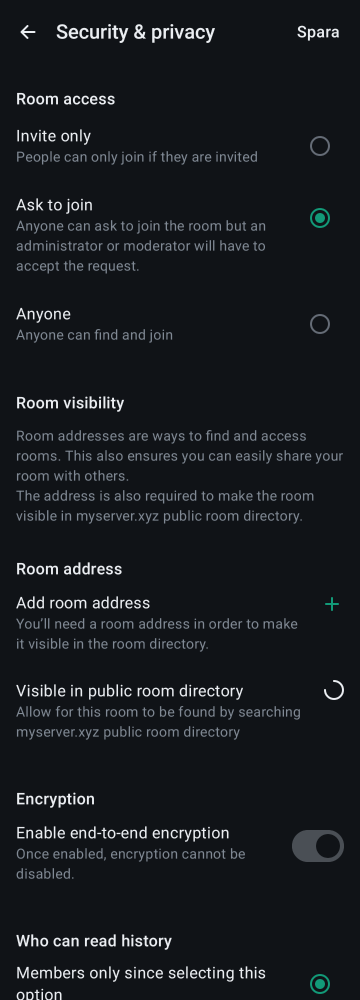 Security & privacy
Spara
Room access
Invite only
People can only join if they are invited
Ask to join
Anyone can ask to join the room but an
administrator or moderator will have to
accept the request.
Anyone
Anyone can find and join
Room visibility
Room addresses are ways to find and access
rooms. This also ensures you can easily share your
room with others.
The address is also required to make the room
visible in myserver.xyz public room directory.
Room address
Add room address
You’ll need a room address in order to make
it visible in the room directory.
Visible in public room directory
Allow for this room to be found by searching
myserver.xyz public room directory
Encryption
Enable end-to-end encryption
Once enabled, encryption cannot be
disabled.
Who can read history
Members only since selecting this
option